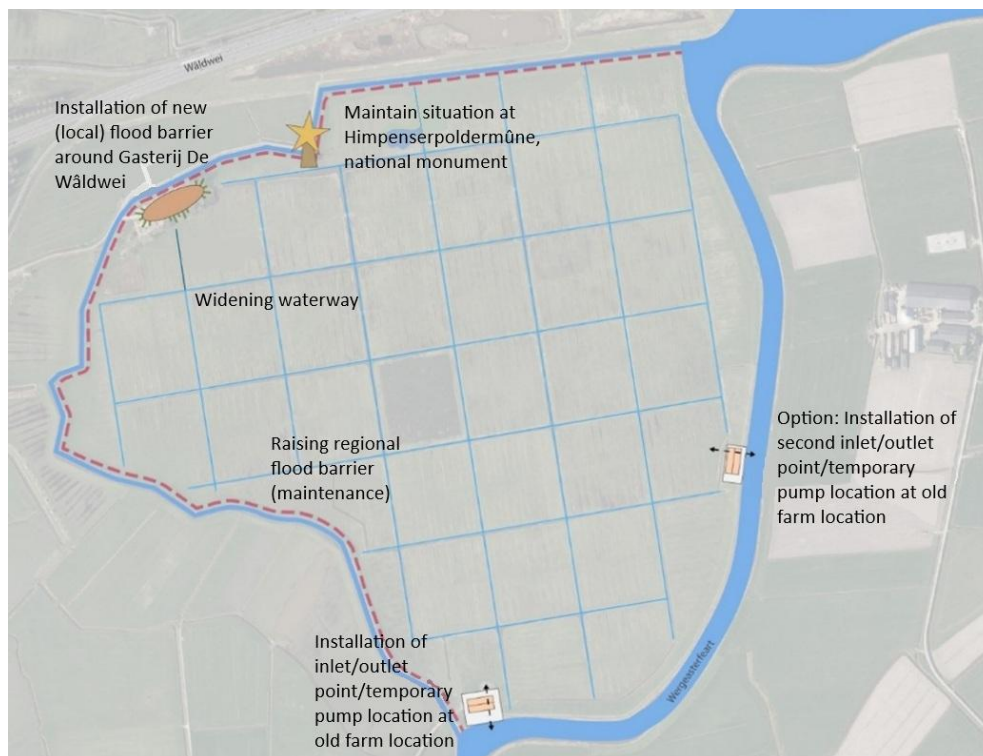 Wâldwei
Installation of new
(local) flood barrier
around Gasterij De
Wâldwei
Maintain situation at
Himpenserpoldermûne,
national monument
Widening waterway
Raising regional
flood barrier
(maintenance)
Option: Installation of
second inlet/outlet
point/temporary
pump location at old
farm location
Installation of
inlet/outlet
point/temporary
pump location at
old farm location
Wergeasterfeart